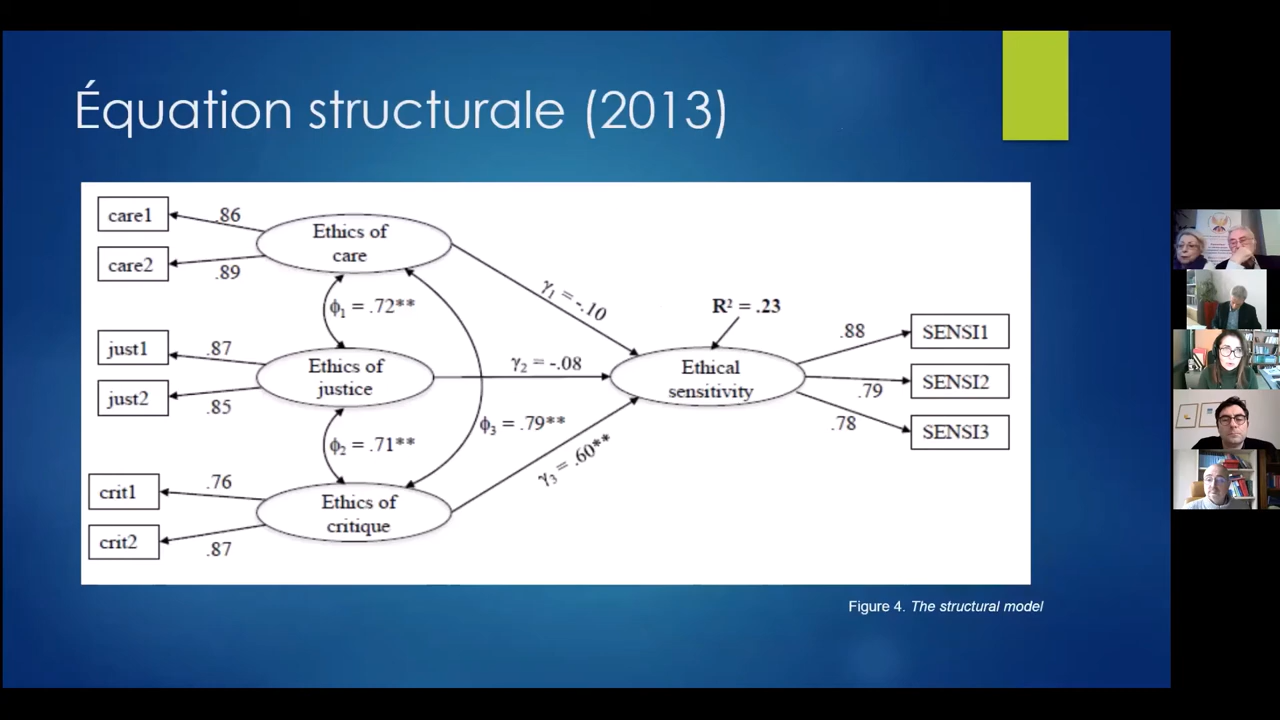 Équation structurale (2013)
care1
.86
Ethics of
care
care2
.89
ϕ1 = .72**
γ1 = -.10
R² = .23
just1
.87
Ethics of
justice
just2
.85
γ2 = -.08
Ethical
sensitivity
.88
SENSI1
.79
SENSI2
.78
SENSI3
ϕ2 = .71**
ϕ3 = .79**
γ3 = .60**
crit1
.76
Ethics of
critique
crit2
.87
Figure 4. The structural model